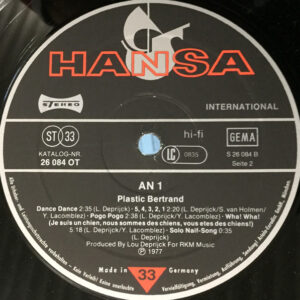 HANSA
STEREO
INTERNATIONAL
ST 33
hi-fi
GEMA
KATALOG-NR
26 084 OT
LC 0835
S 26 084 B
Seite 2
AN 1
Plastic Bertrand
Dance Dance 2:35 (L. Deprijck) · 5, 4, 3, 2, 1 2:20 (L. Deprijck/S. van Holmen/
Y. Lacomblez) · Pogo Pogo 2:38 (L. Deprijck/Y. Lacomblez) · Wha! Wha!
(Je suis un chien, nous sommes des chiens, vous etes des chiens!)
5.18 (L. Deprijck/Y. Lacomblez) · Solo Naif-Song (L. Deprijck)
Produced by Lou Deprijck For RKM Music
Ⓟ 1977
Made in 33 Germany